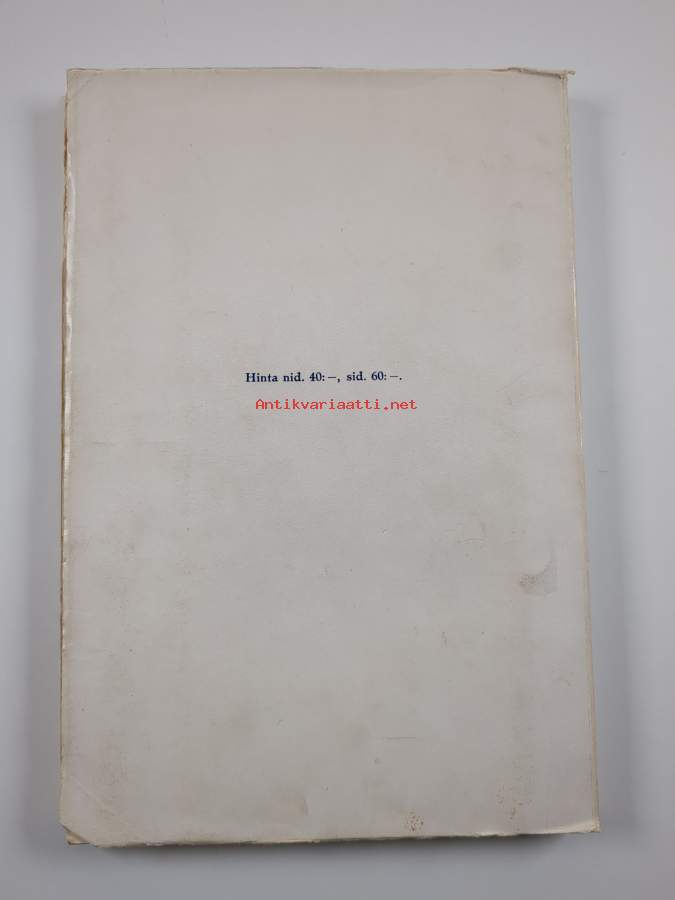 Hinta nid. 40:—, sid. 60:—.
Antikvariaatti.net